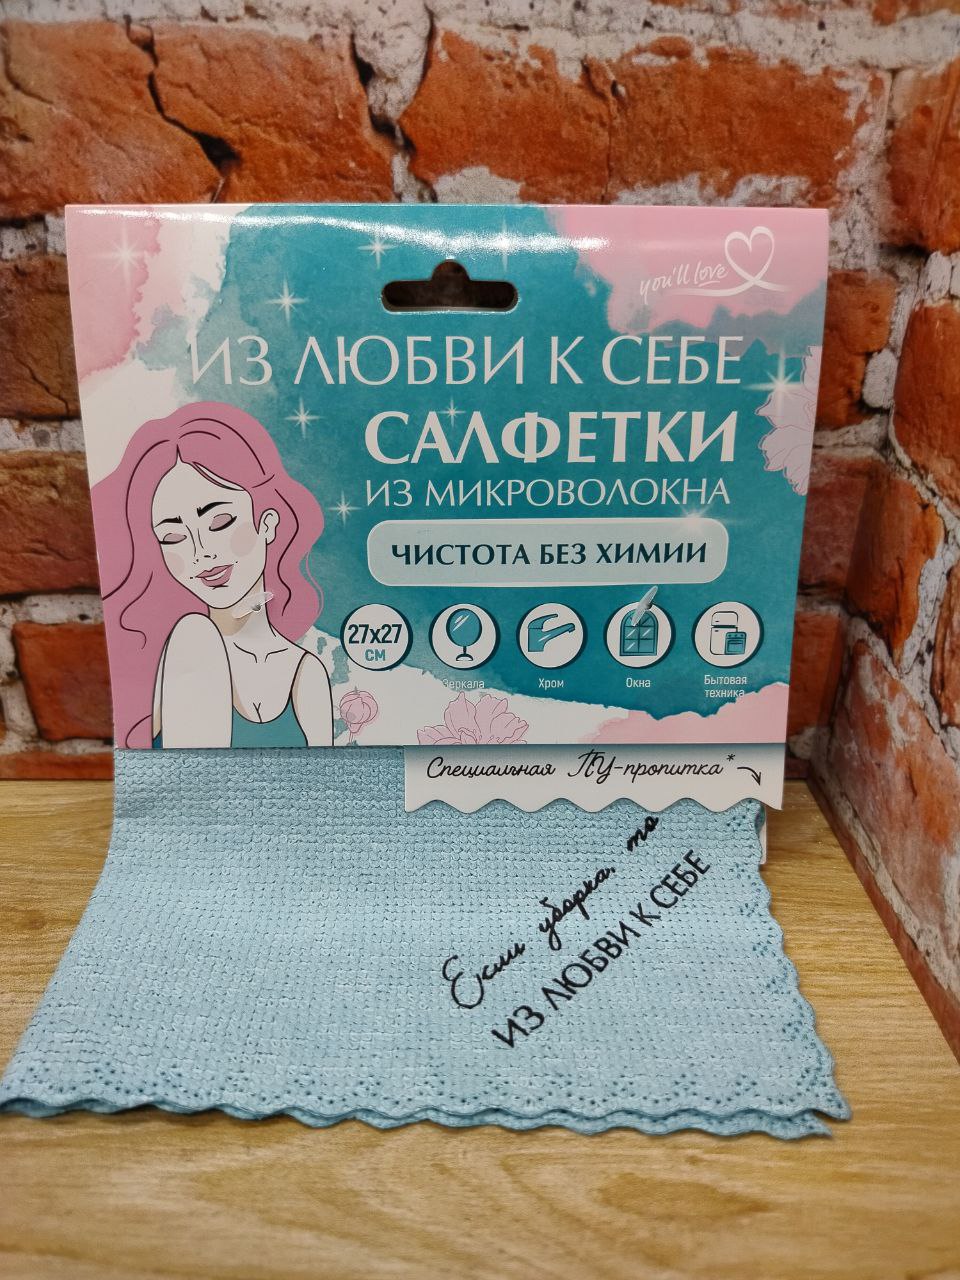 you'll love
ИЗ ЛЮБВИ К СЕБЕ
САЛФЕТКИ
ИЗ МИКРОВОЛОКНА
ЧИСТОТА БЕЗ ХИМИИ
27x27
СМ
Зеркала
Хром
Окна
Бытовая
техника
Специальная ПУ-пропитка*
Если уборка, то
ИЗ ЛЮБВИ К СЕБЕ